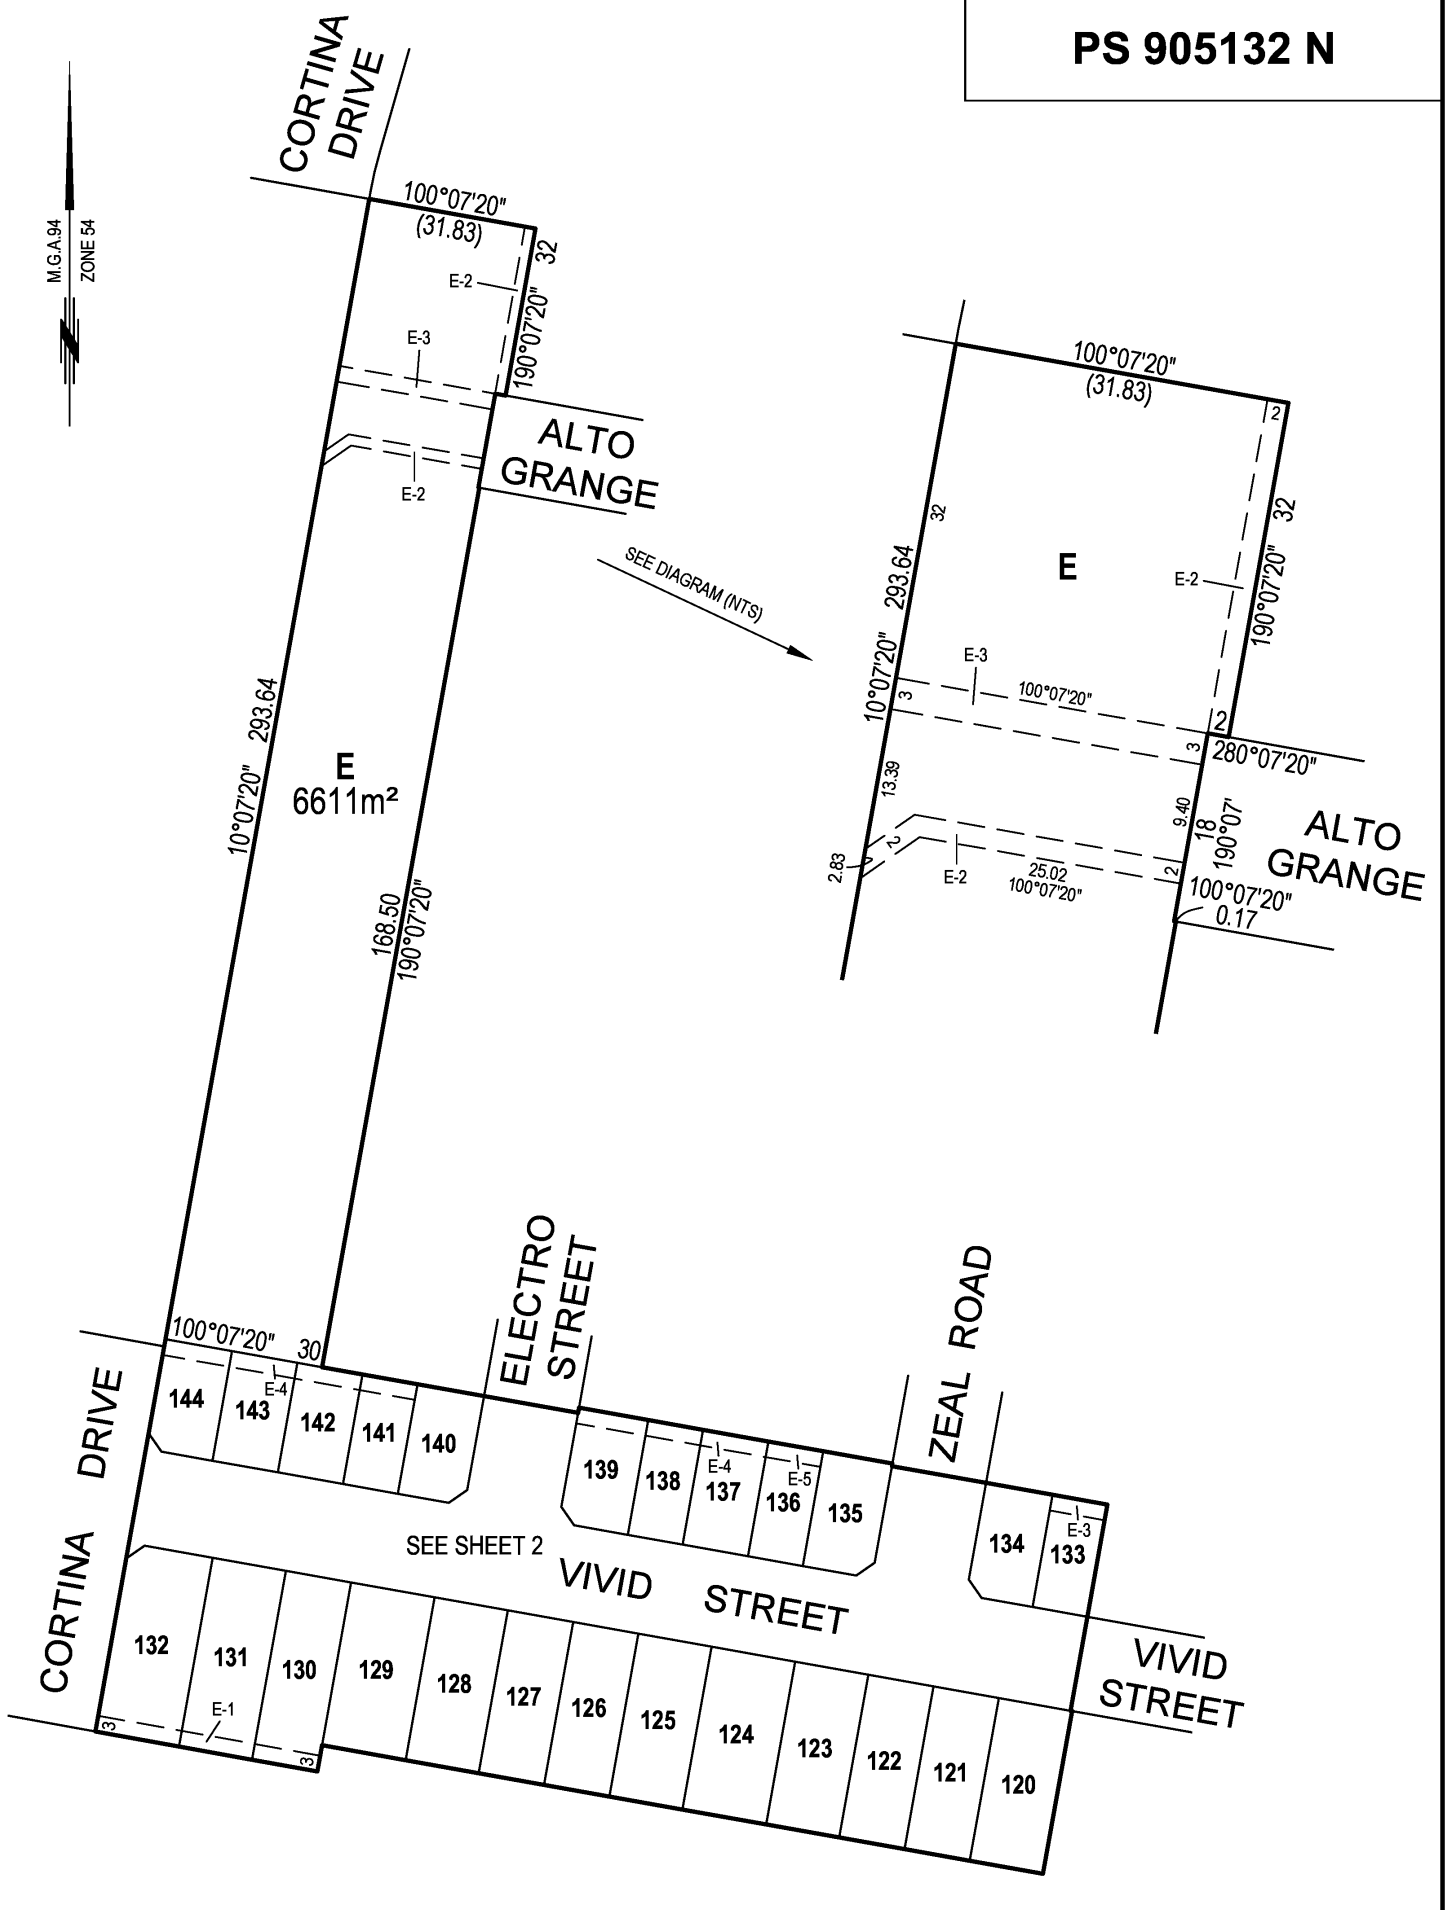 PS 905132 N
CORTINA
DRIVE
M.G.A.94
ZONE 54
100°07'20"
(31.83)
32
190°07'20"
E-2
E-3
ALTO
GRANGE
E-2
SEE DIAGRAM (NTS)
10°07'20" 293.64
E
6611m²
168.50
190°07'20"
100°07'20"
(31.83)
2
32
190°07'20"
32
E
E-2
10°07'20" 293.64
E-3
100°07'20"
3
2
3
280°07'20"
13.39
9.40
18
190°07'
ALTO
GRANGE
2.83
2
E-2
25.02
100°07'20"
2
100°07'20"
0.17
ELECTRO
STREET
ZEAL ROAD
100°07'20" 30
CORTINA DRIVE
144
143
E-4
142
141
140
139
138
E-4
137
E-5
136
135
134
E-3
133
SEE SHEET 2
VIVID STREET
VIVID
STREET
132
131
130
129
128
127
126
125
124
123
122
121
120
3
E-1
3